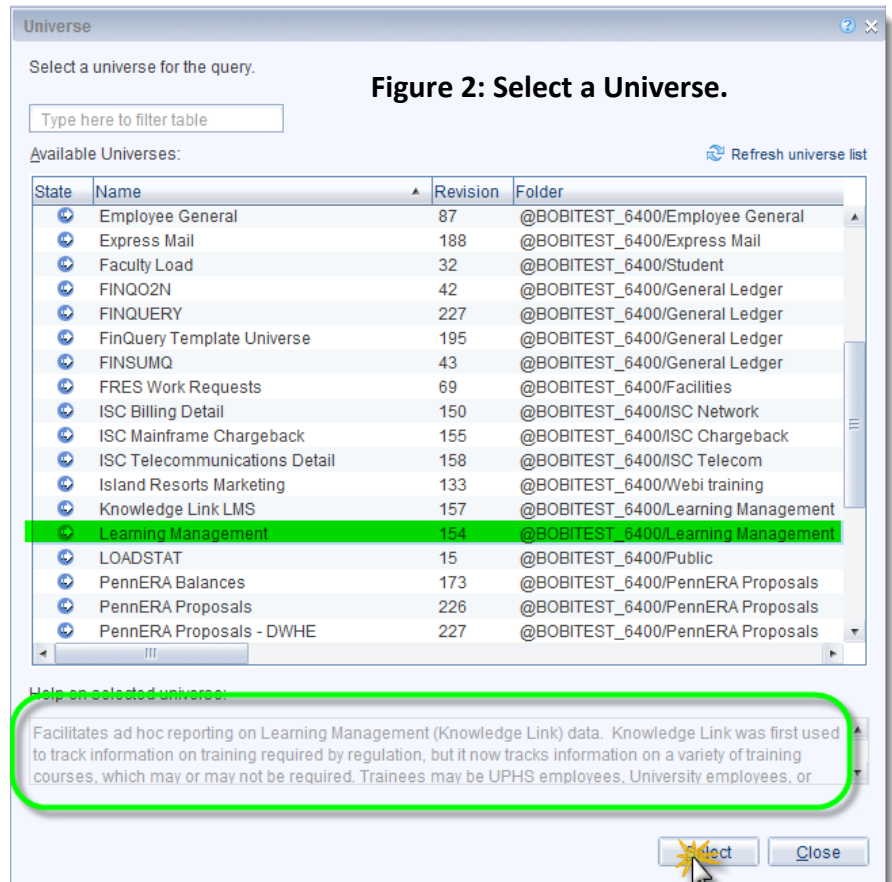 Universe
Select a universe for the query.
Figure 2: Select a Universe.
Type here to filter table
Available Universes:
Refresh universe list
State Name Revision Folder
Employee General 87 @BOBITEST_6400/Employee General
Express Mail 188 @BOBITEST_6400/Express Mail
Faculty Load 32 @BOBITEST_6400/Student
FINQO2N 42 @BOBITEST_6400/General Ledger
FINQUERY 227 @BOBITEST_6400/General Ledger
FinQuery Template Universe 195 @BOBITEST_6400/General Ledger
FINSUMQ 43 @BOBITEST_6400/General Ledger
FRES Work Requests 69 @BOBITEST_6400/Facilities
ISC Billing Detail 150 @BOBITEST_6400/ISC Network
ISC Mainframe Chargeback 155 @BOBITEST_6400/ISC Chargeback
ISC Telecommunications Detail 158 @BOBITEST_6400/ISC Telecom
Island Resorts Marketing 133 @BOBITEST_6400/Webi training
Knowledge Link LMS 157 @BOBITEST_6400/Learning Management
Learning Management 154 @BOBITEST_6400/Learning Management
LOADSTAT 15 @BOBITEST_6400/Public
PennERA Balances 173 @BOBITEST_6400/PennERA Proposals
PennERA Proposals 226 @BOBITEST_6400/PennERA Proposals
PennERA Proposals - DWHE 227 @BOBITEST_6400/PennERA Proposals
Help on selected universe:
Facilitates ad hoc reporting on Learning Management (Knowledge Link) data. Knowledge Link was first used
to track information on training required by regulation, but it now tracks information on a variety of training
courses, which may or may not be required. Trainees may be UPHS employees, University employees, or
Select
Close